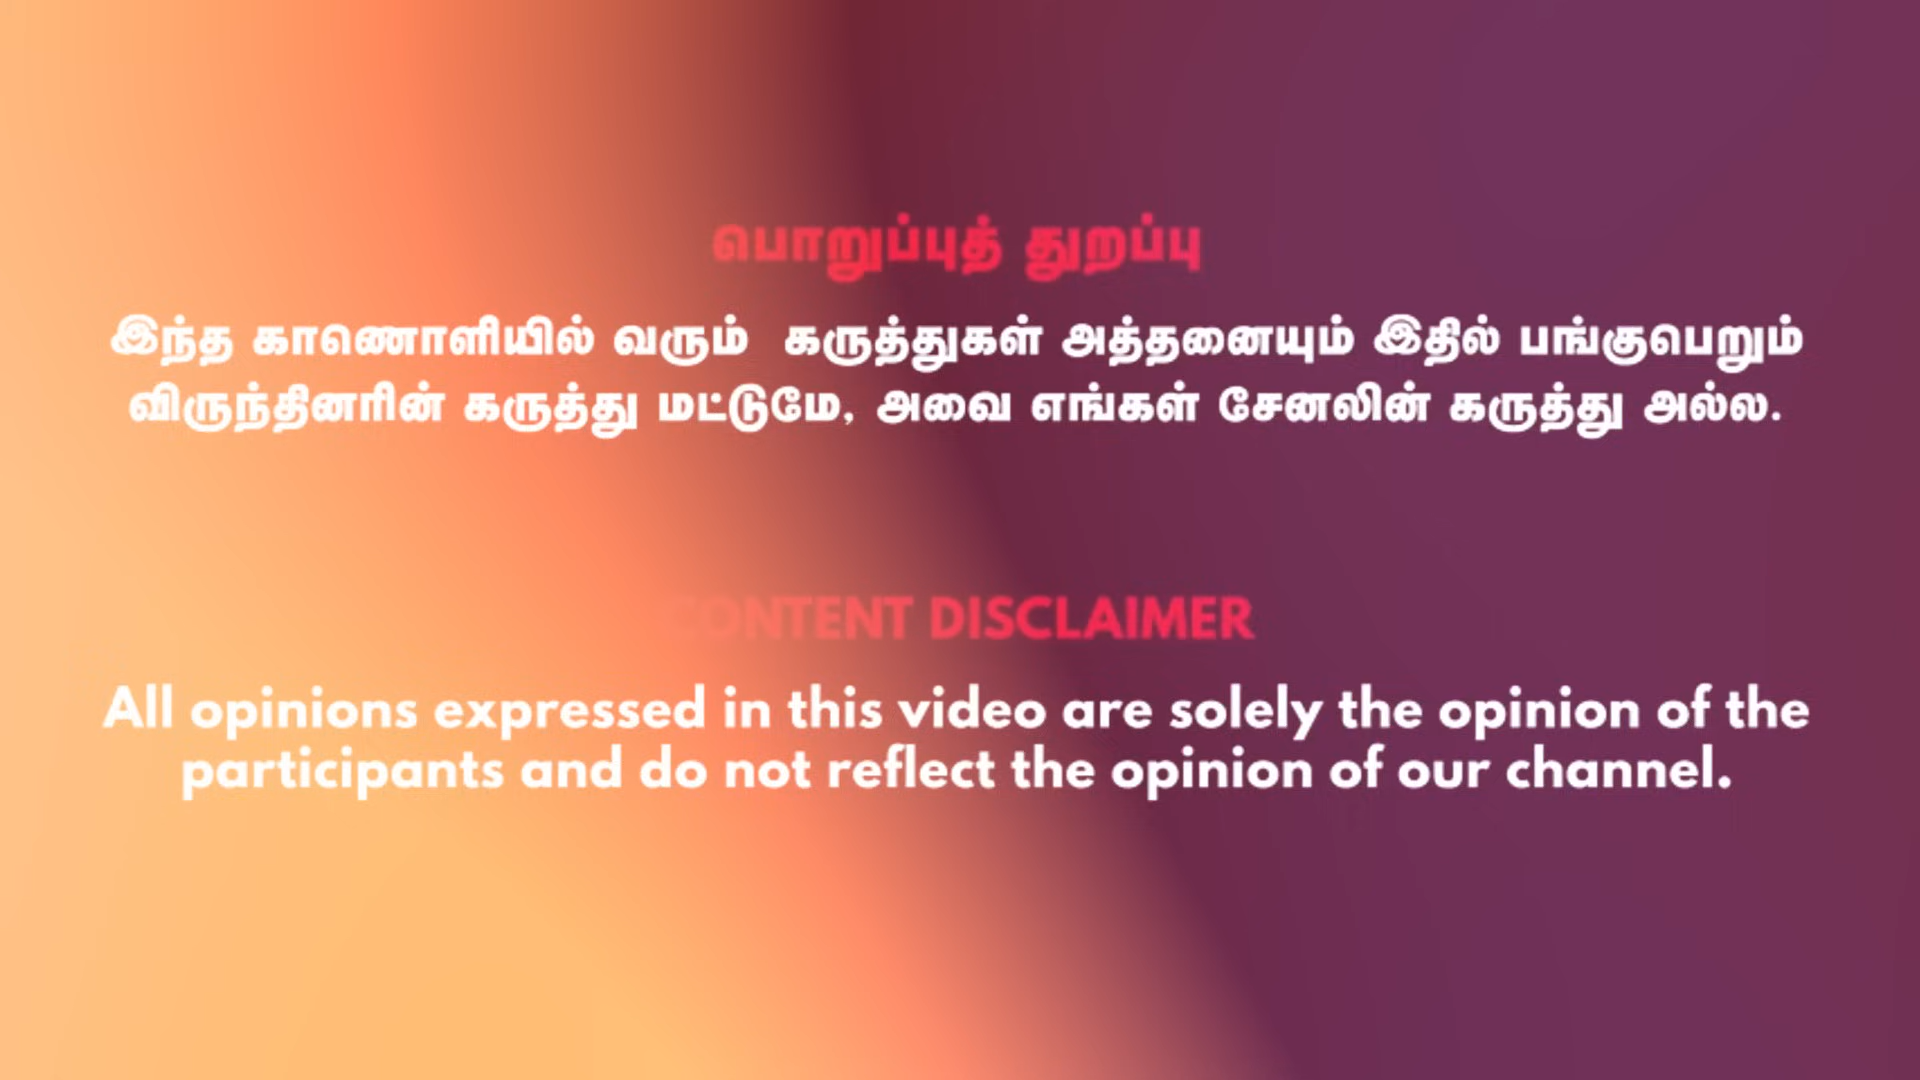 பொறுப்புத் துறப்பு
இந்த காணொளியில் வரும் கருத்துகள் அத்தனையும் இதில் பங்குபெறும்
விருந்தினரின் கருத்து மட்டுமே, அவை எங்கள் சேனலின் கருத்து அல்ல.
CONTENT DISCLAIMER
All opinions expressed in this video are solely the opinion of the
participants and do not reflect the opinion of our channel.